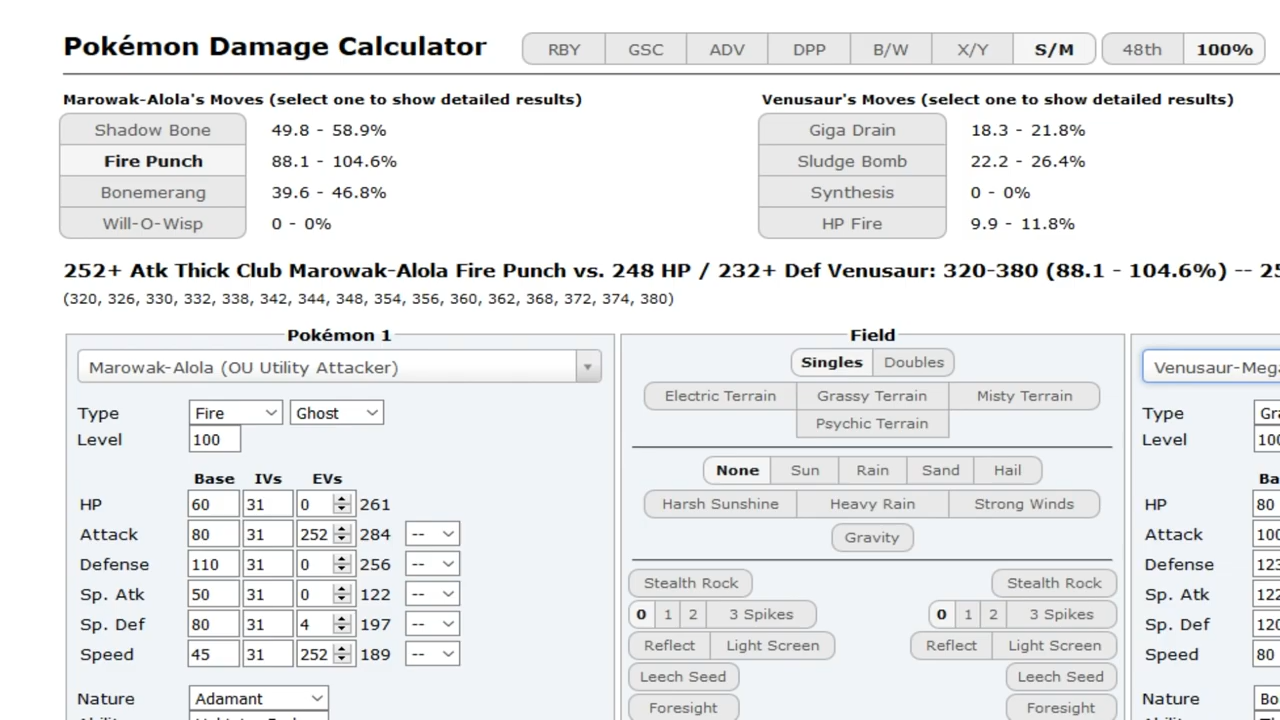 Pokémon Damage Calculator RBY GSC ADV DPP B/W X/Y S/M 48th 100%
Marowak-Alola's Moves (select one to show detailed results) Venusaur's Moves (select one to show detailed results)
Shadow Bone 49.8 - 58.9% Giga Drain 18.3 - 21.8%
Fire Punch 88.1 - 104.6% Sludge Bomb 22.2 - 26.4%
Bonemerang 39.6 - 46.8% Synthesis 0 - 0%
Will-O-Wisp 0 - 0% HP Fire 9.9 - 11.8%
252+ Atk Thick Club Marowak-Alola Fire Punch vs. 248 HP / 232+ Def Venusaur: 320-380 (88.1 - 104.6%) -- 25
(320, 326, 330, 332, 338, 342, 344, 348, 354, 356, 360, 362, 368, 372, 374, 380)
Pokémon 1
Marowak-Alola (OU Utility Attacker)
Type Fire Ghost
Level 100
Base IVs EVs
HP 60 31 0 261
Attack 80 31 252 284 --
Defense 110 31 0 256 --
Sp. Atk 50 31 0 122 --
Sp. Def 80 31 4 197 --
Speed 45 31 252 189 --
Nature Adamant
Field
Singles Doubles
Electric Terrain Grassy Terrain Misty Terrain
Psychic Terrain
None Sun Rain Sand Hail
Harsh Sunshine Heavy Rain Strong Winds
Gravity
Stealth Rock Stealth Rock
0 1 2 3 Spikes 0 1 2 3 Spikes
Reflect Light Screen Reflect Light Screen
Leech Seed Leech Seed
Foresight Foresight
Venusaur-Mega
Type Gra
Level 100
Ba
HP 80
Attack 100
Defense 123
Sp. Atk 122
Sp. Def 120
Speed 80
Nature Bo